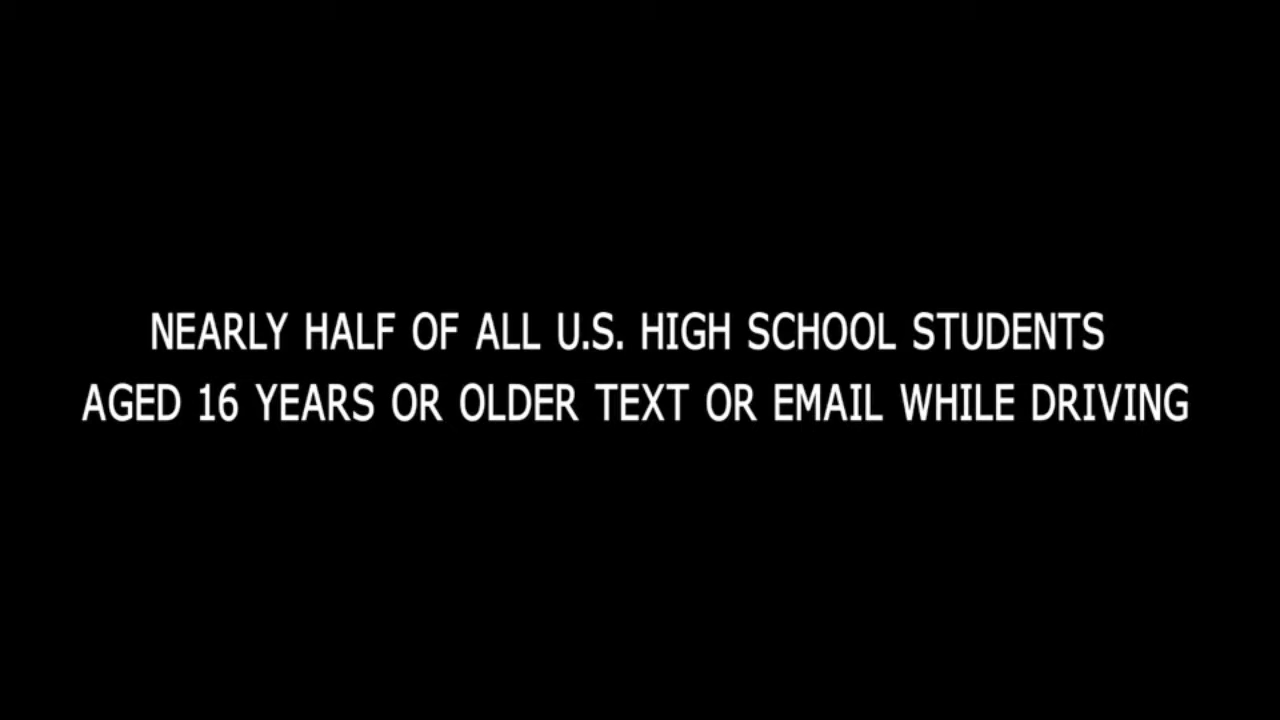 NEARLY HALF OF ALL U.S. HIGH SCHOOL STUDENTS
AGED 16 YEARS OR OLDER TEXT OR EMAIL WHILE DRIVING